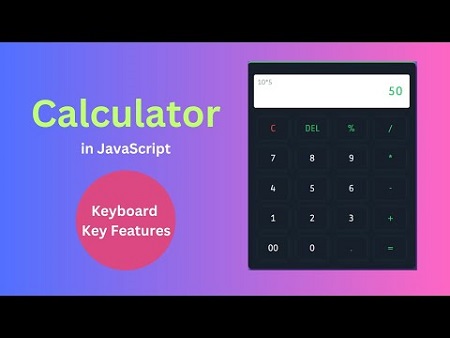 Calculator
in JavaScript
Keyboard
Key Features
10*5
50
C DEL % /
7 8 9 *
4 5 6 -
1 2 3 +
00 0 . =